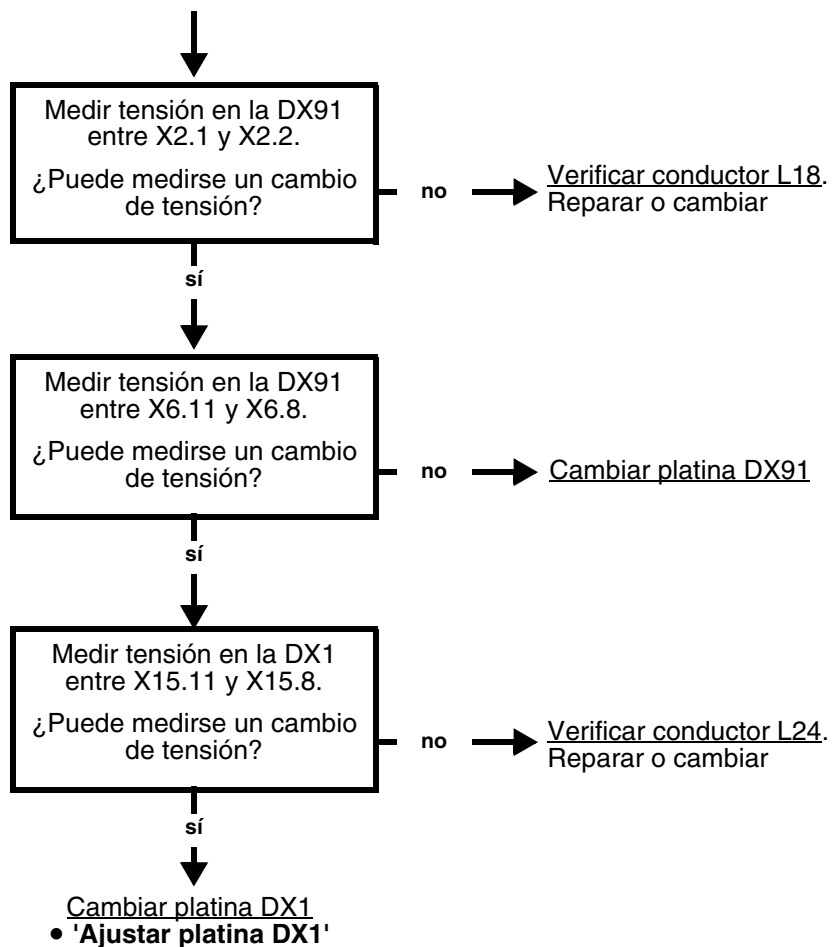 Medir tensión en la DX91
entre X2.1 y X2.2.
¿Puede medirse un cambio
de tensión?
no
Verificar conductor L18.
Reparar o cambiar
sí
Medir tensión en la DX91
entre X6.11 y X6.8.
¿Puede medirse un cambio
de tensión?
no
Cambiar platina DX91
sí
Medir tensión en la DX1
entre X15.11 y X15.8.
¿Puede medirse un cambio
de tensión?
no
Verificar conductor L24.
Reparar o cambiar
sí
Cambiar platina DX1
• 'Ajustar platina DX1'